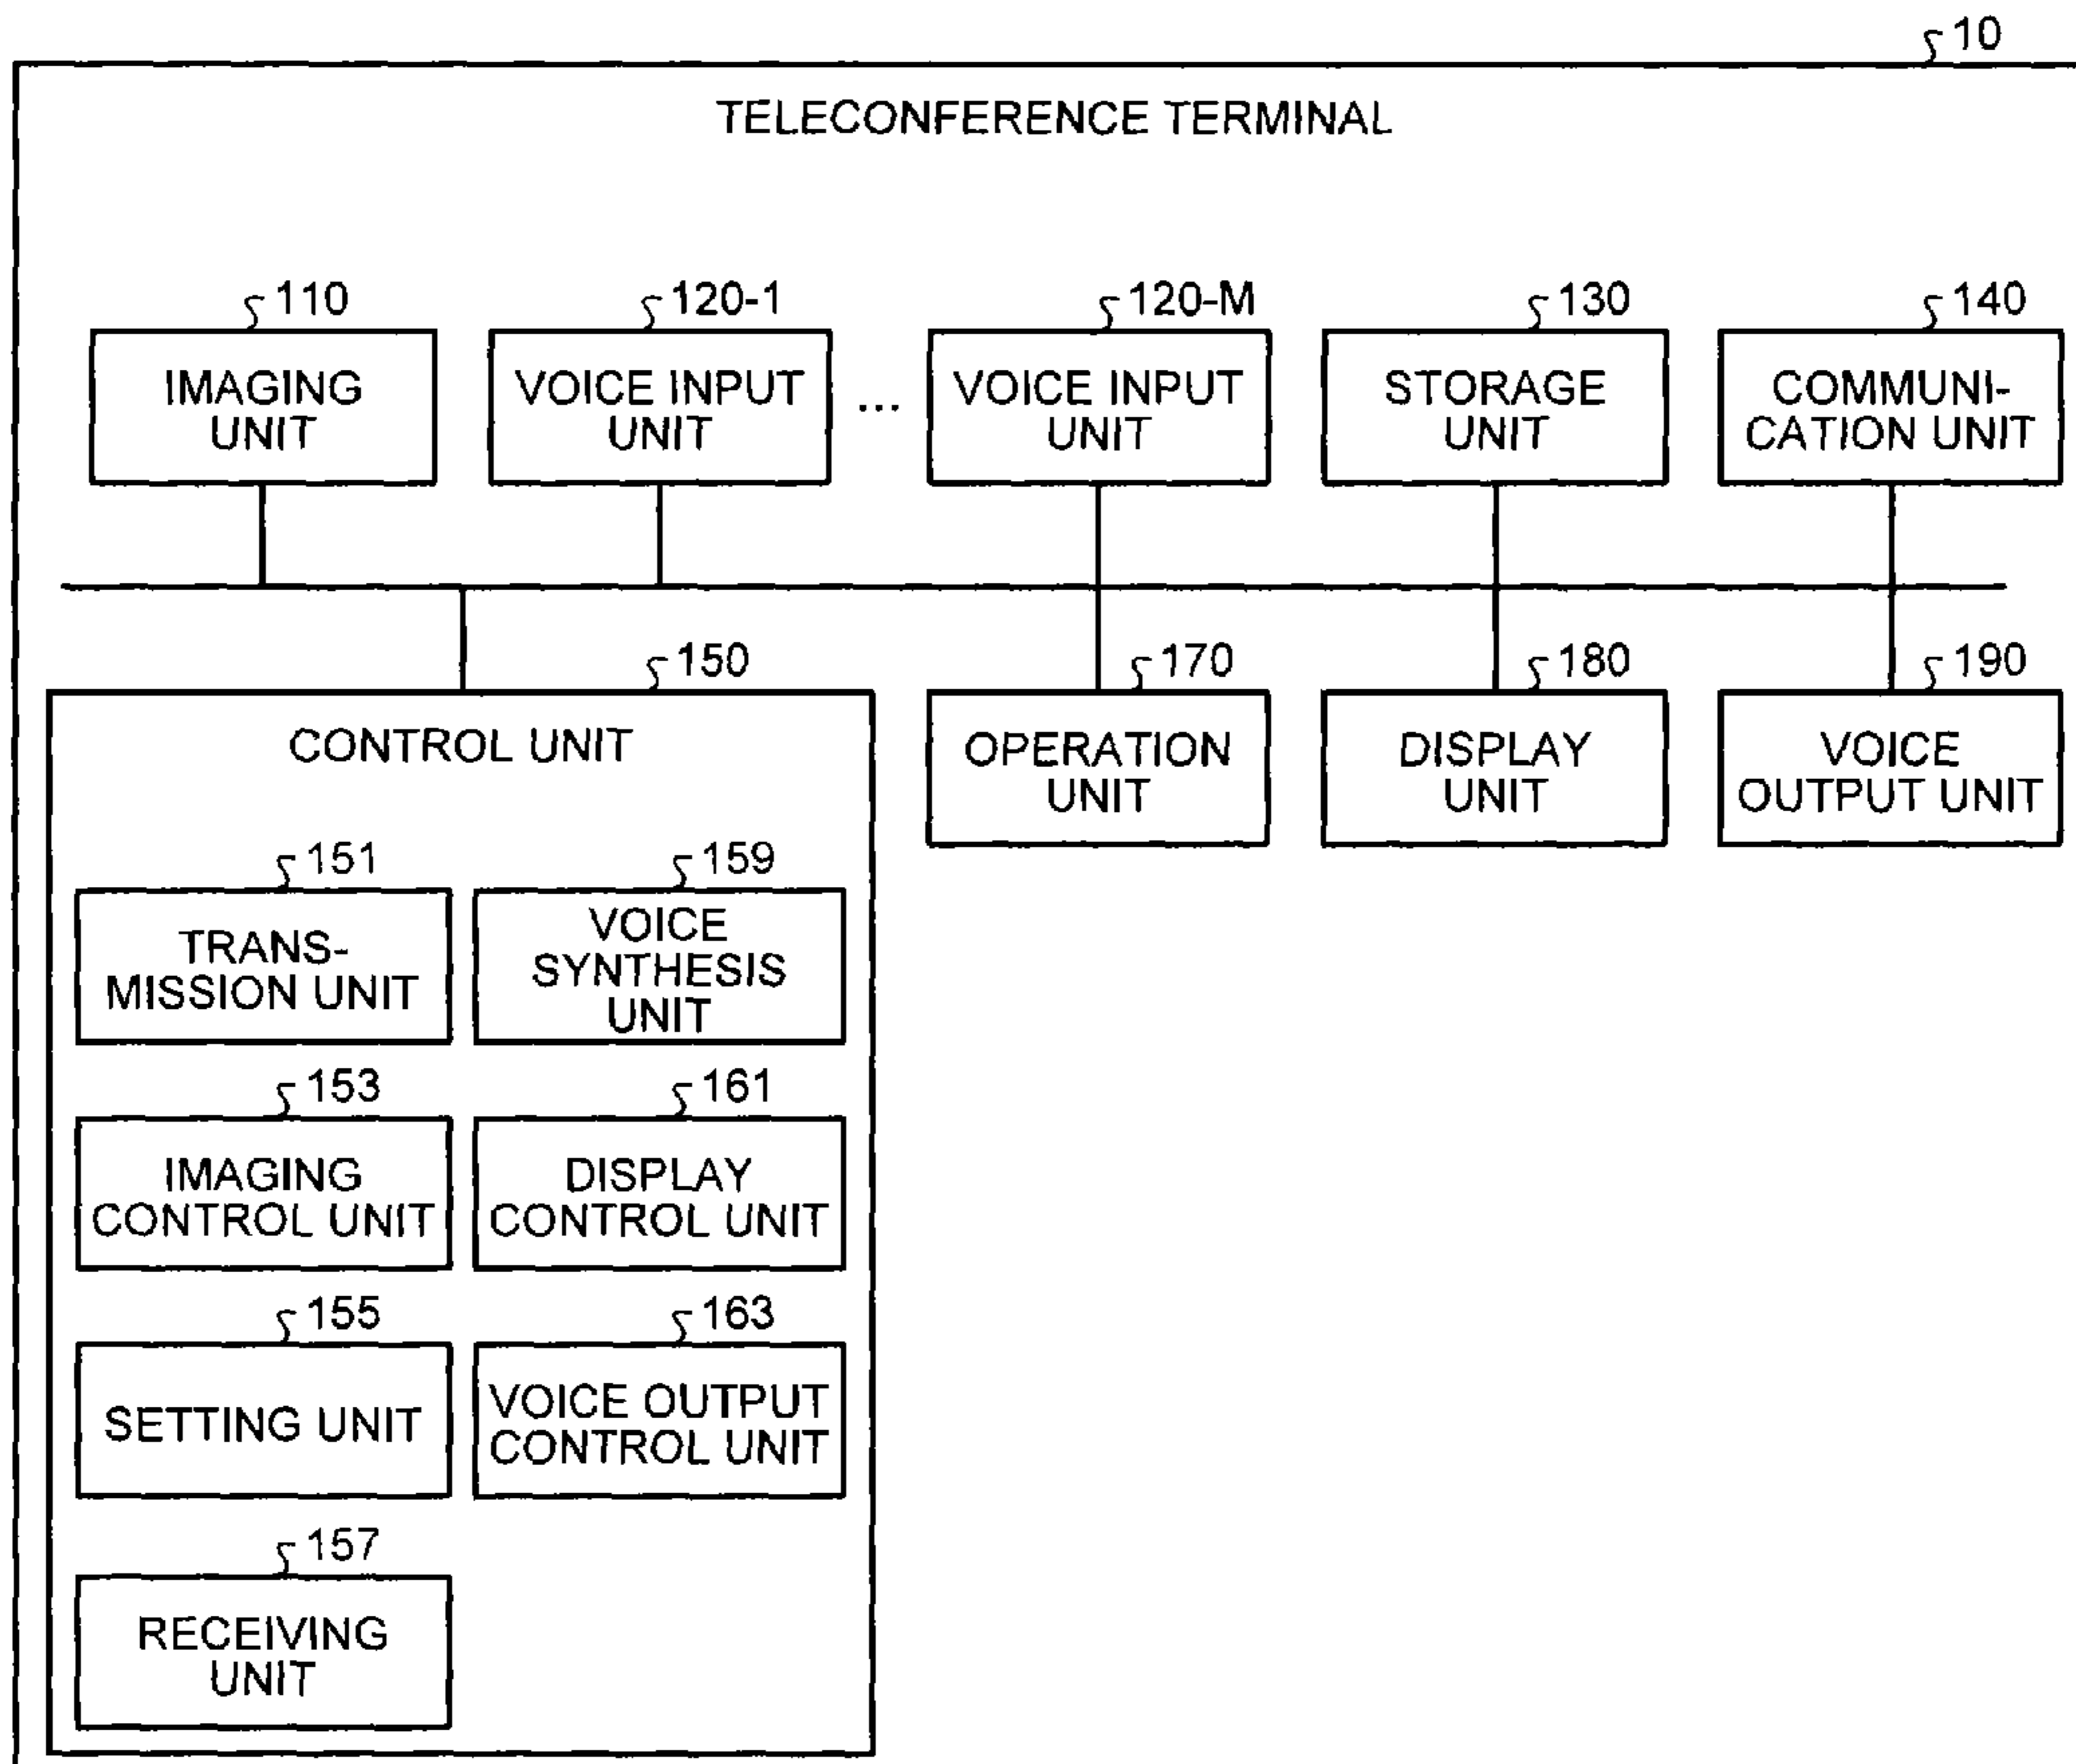 10
TELECONFERENCE TERMINAL
110
120-1
120-M
130
140
IMAGING
UNIT
VOICE INPUT
UNIT
...
VOICE INPUT
UNIT
STORAGE
UNIT
COMMUNI-
CATION UNIT
150
170
180
190
CONTROL UNIT
OPERATION
UNIT
DISPLAY
UNIT
VOICE
OUTPUT UNIT
151
159
TRANS-
MISSION UNIT
VOICE
SYNTHESIS
UNIT
153
161
IMAGING
CONTROL UNIT
DISPLAY
CONTROL UNIT
155
163
SETTING UNIT
VOICE OUTPUT
CONTROL UNIT
157
RECEIVING
UNIT